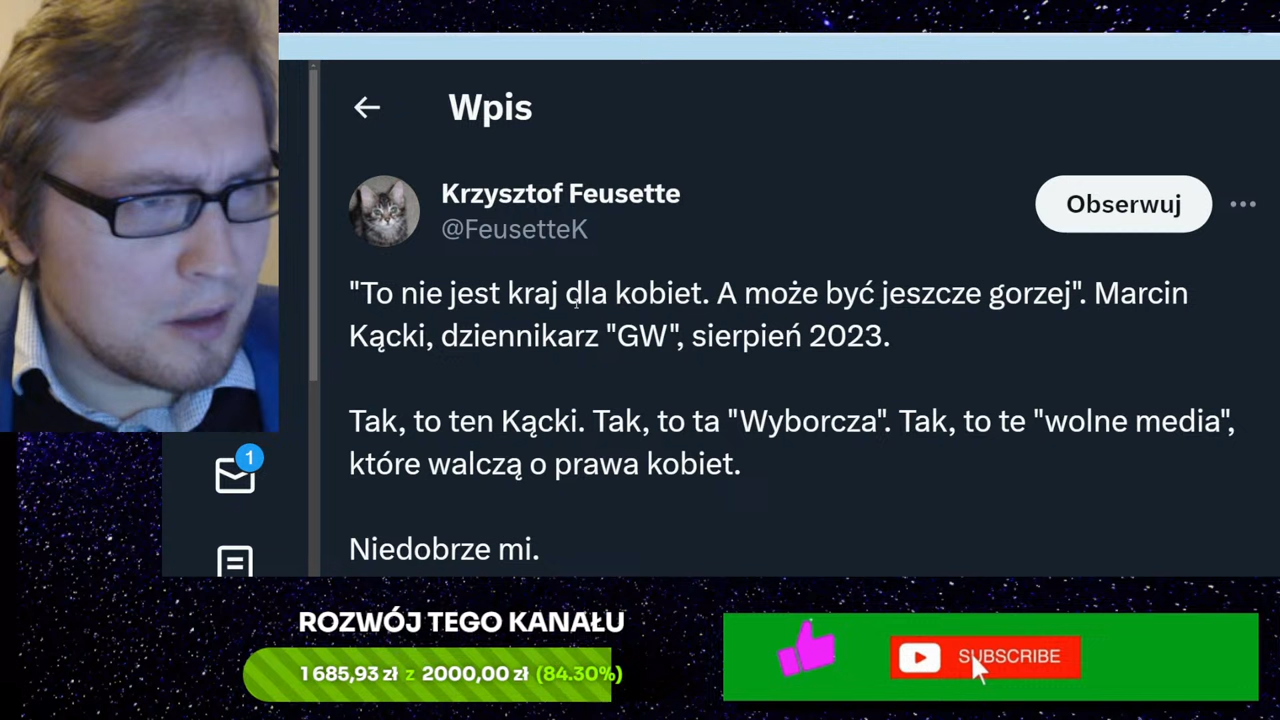 Wpis
Krzysztof Feusette
@FeusetteK
Obserwuj
"To nie jest kraj dla kobiet. A może być jeszcze gorzej". Marcin
Kącki, dziennikarz "GW", sierpień 2023.
Tak, to ten Kącki. Tak, to ta "Wyborcza". Tak, to te "wolne media",
które walczą o prawa kobiet.
1
Niedobrze mi.
ROZWÓJ TEGO KANAŁU
1 685,93 zł z 2000,00 zł (84.30%)
SUBSCRIBE